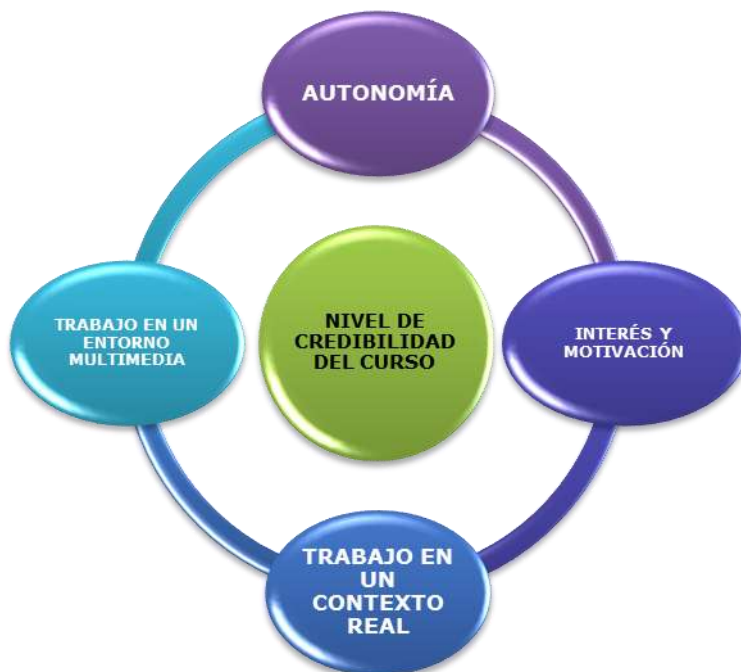 AUTONOMÍA
TRABAJO EN UN
ENTORNO
MULTIMEDIA
NIVEL DE
CREDIBILIDAD
DEL CURSO
INTERÉS Y
MOTIVACIÓN
TRABAJO EN
UN
CONTEXTO
REAL